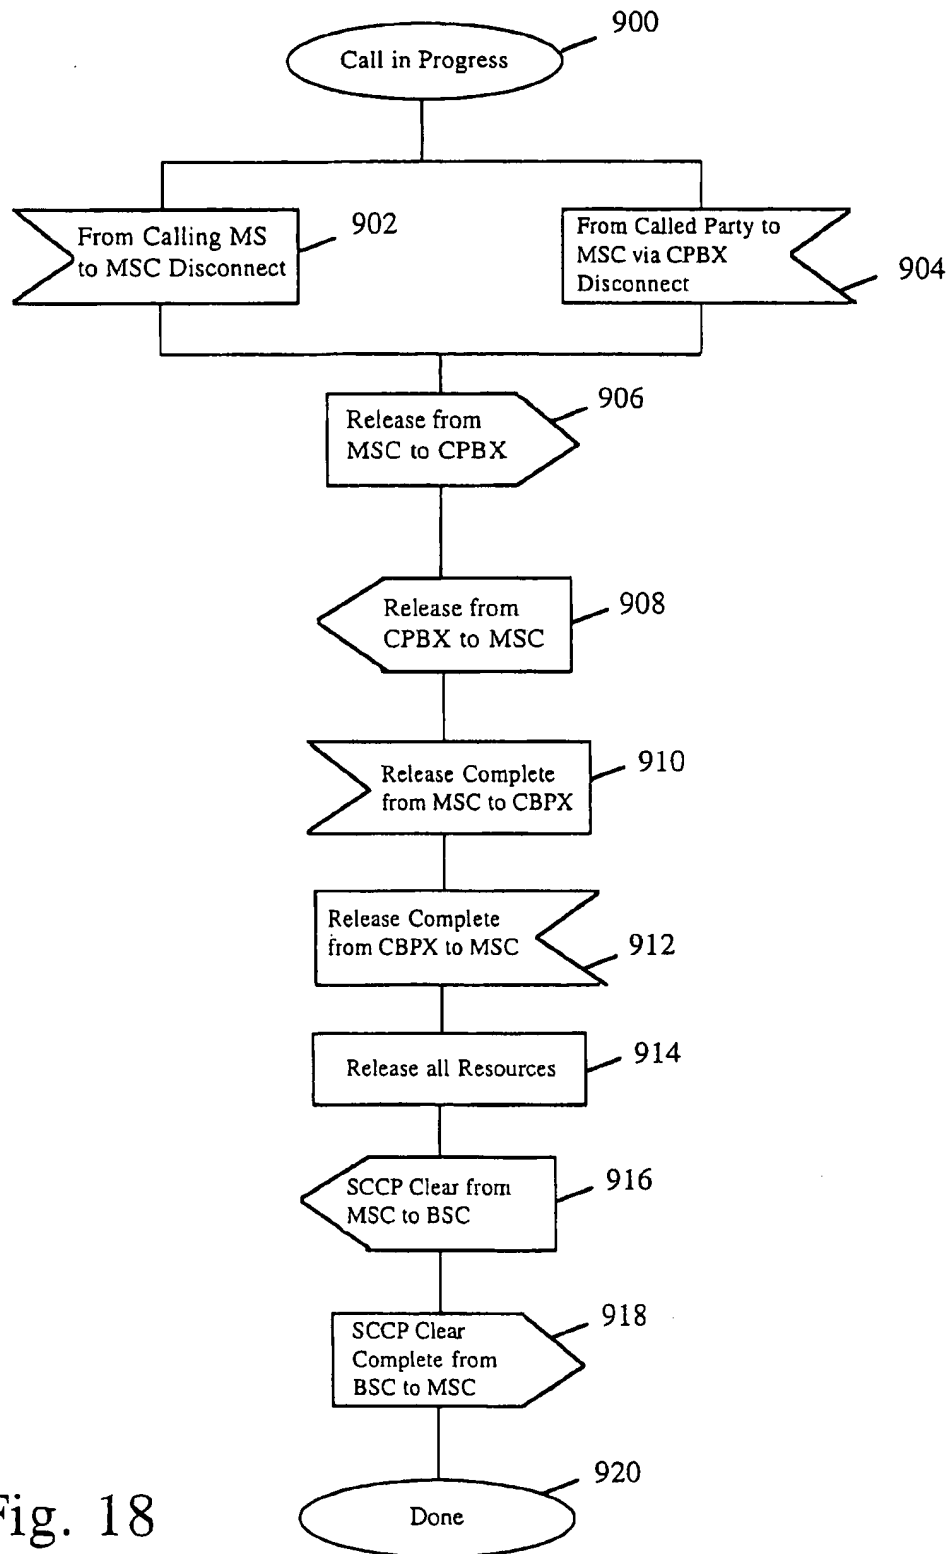 900
Call in Progress
From Calling MS
to MSC Disconnect
902
From Called Party to
MSC via CPBX
Disconnect
904
906
Release from
MSC to CPBX
908
Release from
CPBX to MSC
910
Release Complete
from MSC to CBPX
Release Complete
from CBPX to MSC
912
914
Release all Resources
916
SCCP Clear from
MSC to BSC
918
SCCP Clear
Complete from
BSC to MSC
920
Done
Fig. 18